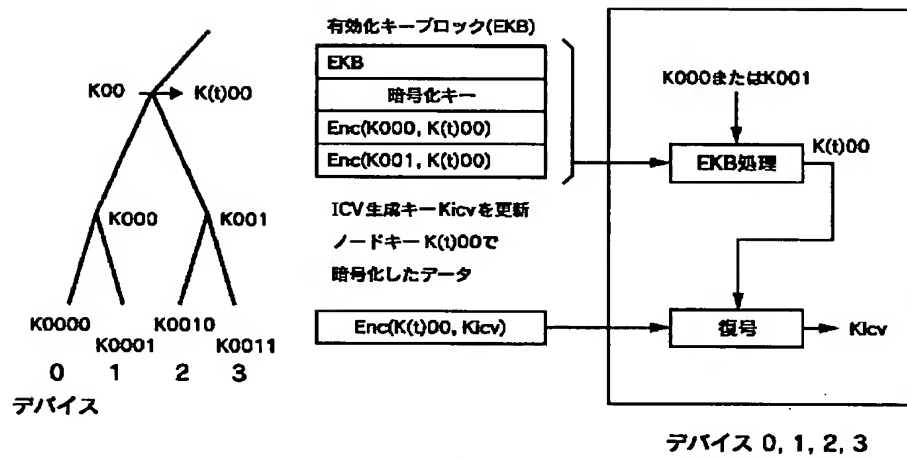 K00
K(t)00
K000
K001
K0000
K0001
K0010
K0011
0 1 2 3
デバイス
有効化キーブロック(EKB)
EKB
暗号化キー
Enc(K000, K(t)00)
Enc(K001, K(t)00)
ICV生成キーKicvを更新
ノードキーK(t)00で
暗号化したデータ
Enc(K(t)00, Kicv)
K000またはK001
EKB処理
K(t)00
復号
Kicv
デバイス 0, 1, 2, 3